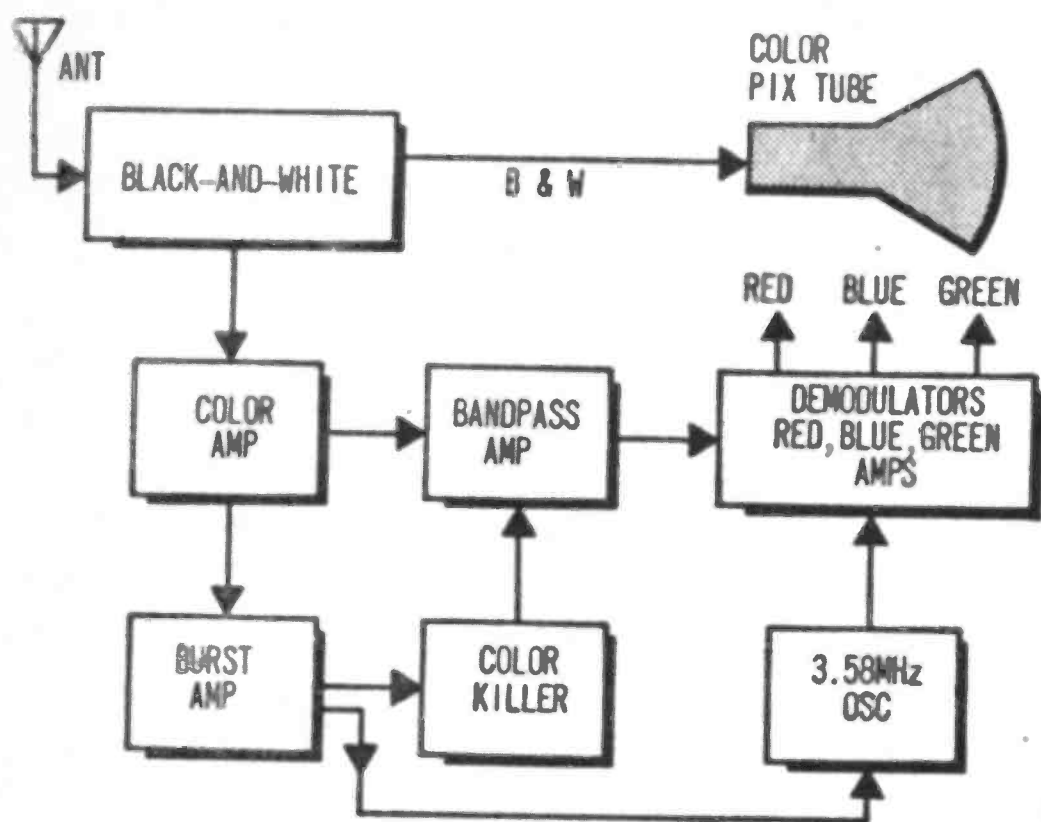 ANT
COLOR
PIX TUBE
BLACK-AND-WHITE
B & W
RED BLUE GREEN
COLOR
AMP
BANDPASS
AMP
DEMODULATORS
RED, BLUE, GREEN
AMPS
BURST
AMP
COLOR
KILLER
3.58MHz
OSC